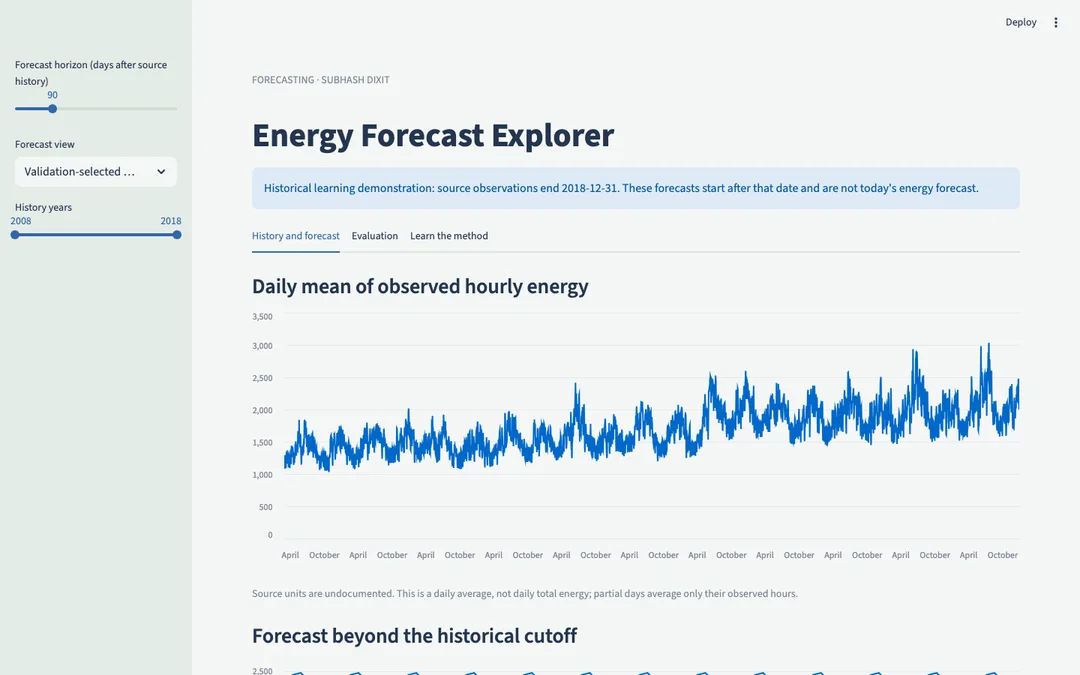 Deploy
Forecast horizon (days after source
history)
90
Forecast view
Validation-selected ...
History years
2008 2018
FORECASTING · SUBHASH DIXIT
Energy Forecast Explorer
Historical learning demonstration: source observations end 2018-12-31. These forecasts start after that date and are not today's energy forecast.
History and forecast Evaluation Learn the method
Daily mean of observed hourly energy
3,500
3,000
2,500
2,000
1,500
1,000
500
0
April October April October April October April October April October April October April October April October April October April October April October
Source units are undocumented. This is a daily average, not daily total energy; partial days average only their observed hours.
Forecast beyond the historical cutoff
2,500